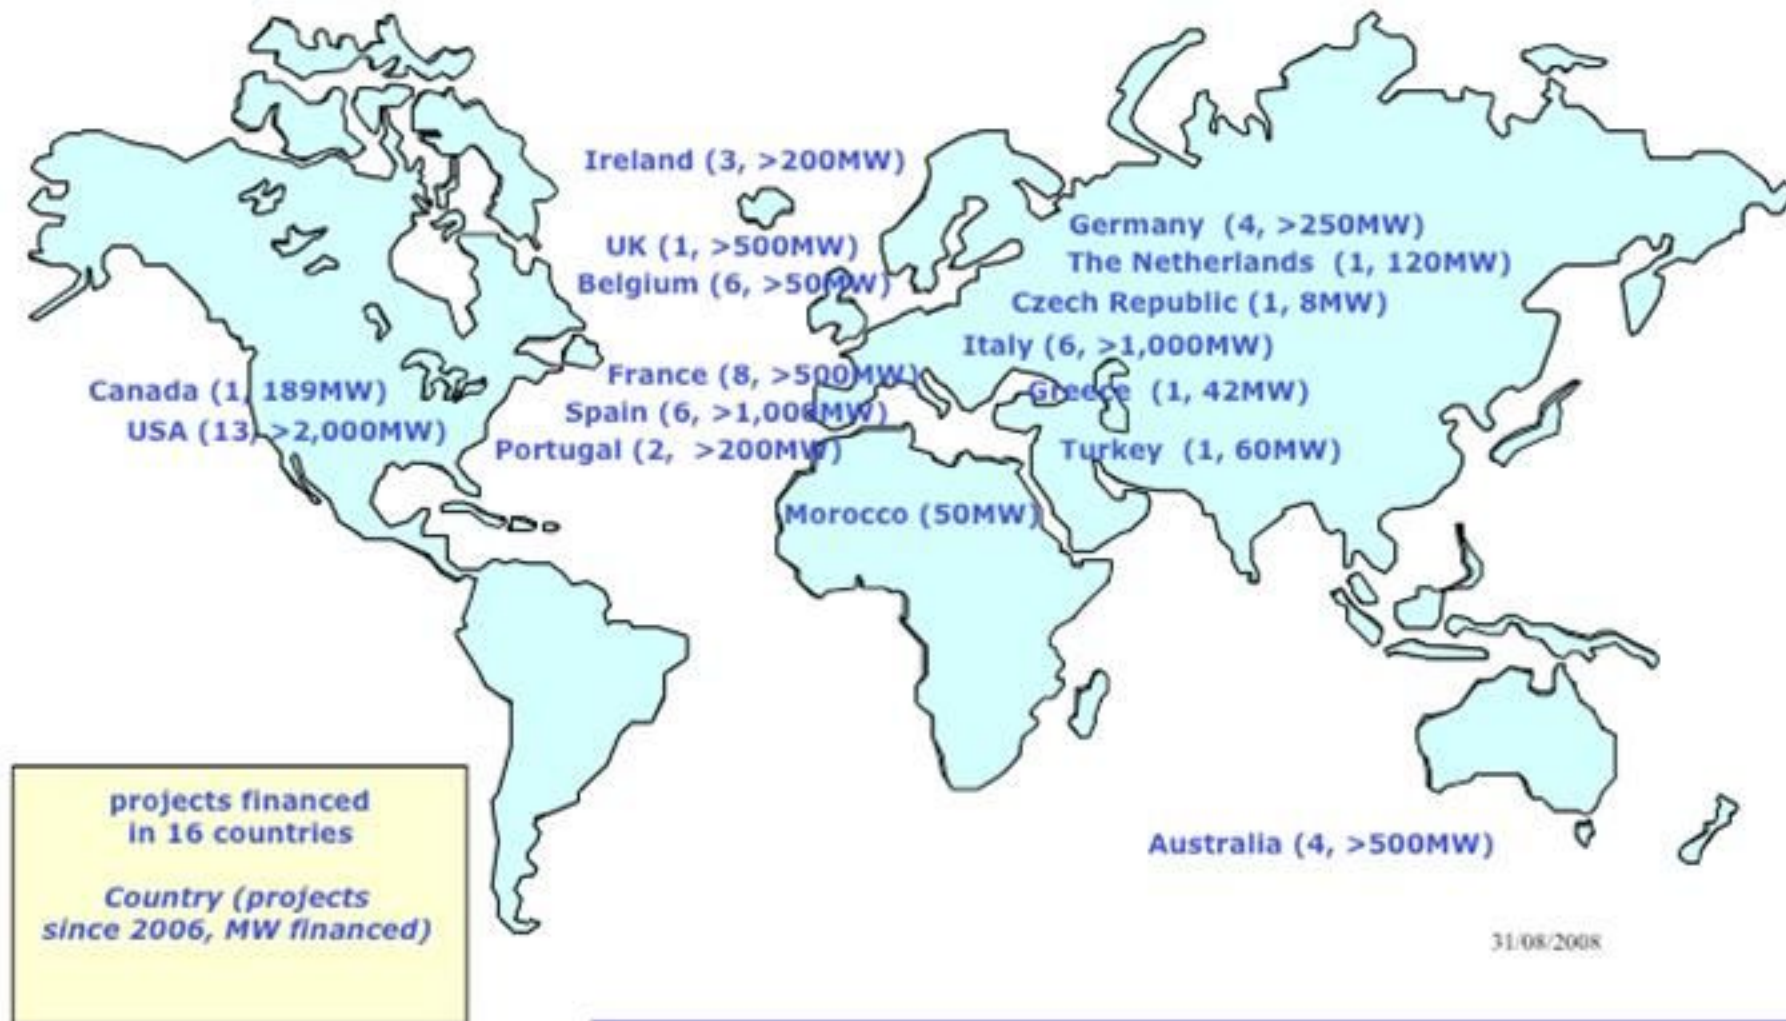 Ireland (3, >200MW)
Germany (4, >250MW)
UK (1, >500MW)
The Netherlands (1, 120MW)
Belgium (6, >50MW)
Czech Republic (1, 8MW)
Italy (6, >1,000MW)
France (8, >500MW)
Canada (1, 189MW)
Greece (1, 42MW)
Spain (6, >1,000MW)
USA (13, >2,000MW)
Portugal (2, >200MW)
Turkey (1, 60MW)
Morocco (50MW)
projects financed
in 16 countries
Country (projects
since 2006, MW financed)
Australia (4, >500MW)
31/08/2008